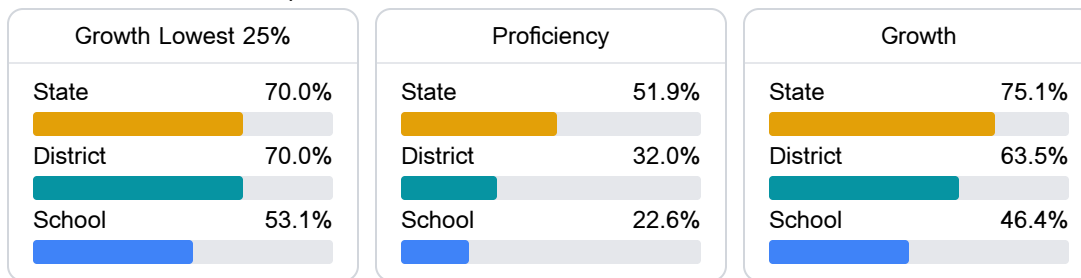 Growth Lowest 25%
State 70.0%
District 70.0%
School 53.1%
Proficiency
State 51.9%
District 32.0%
School 22.6%
Growth
State 75.1%
District 63.5%
School 46.4%